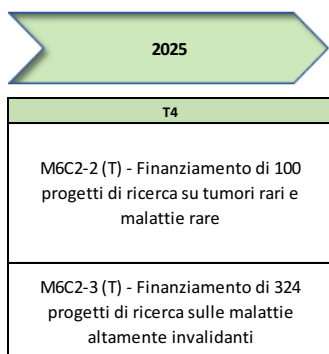 2025
T4
M6C2-2 (T) - Finanziamento di 100
progetti di ricerca su tumori rari e
malattie rare
M6C2-3 (T) - Finanziamento di 324
progetti di ricerca sulle malattie
altamente invalidanti